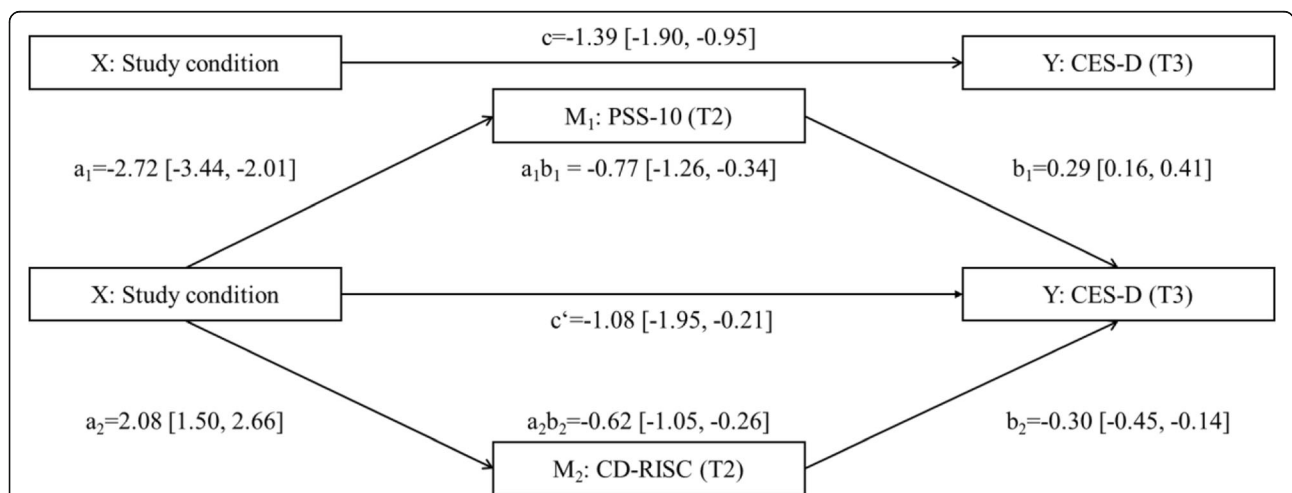 c=-1.39 [-1.90, -0.95]
X: Study condition
Y: CES-D (T3)
M₁: PSS-10 (T2)
a₁=-2.72 [-3.44, -2.01]
a₁b₁ = -0.77 [-1.26, -0.34]
b₁=0.29 [0.16, 0.41]
X: Study condition
Y: CES-D (T3)
c‘=-1.08 [-1.95, -0.21]
a₂=2.08 [1.50, 2.66]
a₂b₂=-0.62 [-1.05, -0.26]
b₂=-0.30 [-0.45, -0.14]
M₂: CD-RISC (T2)